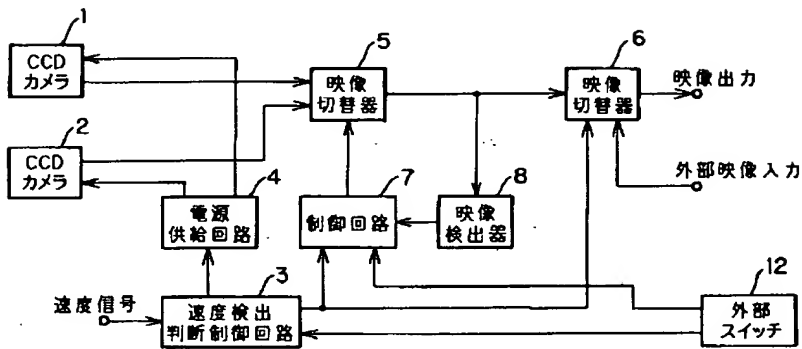 1
CCD
カメラ
2
CCD
カメラ
5
映像
切替器
6
映像
切替器
映像出力
外部映像入力
4
電源
供給回路
7
制御回路
8
映像
検出器
速度信号
3
速度検出
判断制御回路
12
外部
スイッチ